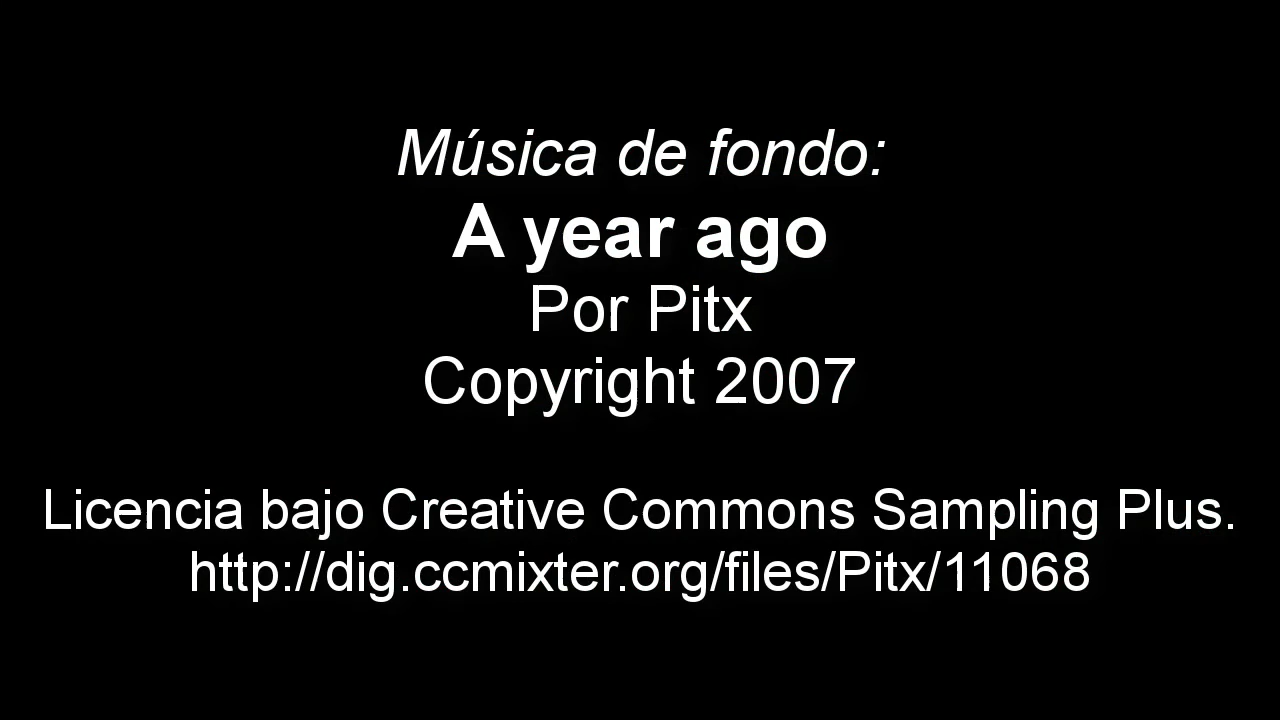 Música de fondo:
A year ago
Por Pitx
Copyright 2007
Licencia bajo Creative Commons Sampling Plus.
http://dig.ccmixter.org/files/Pitx/11068